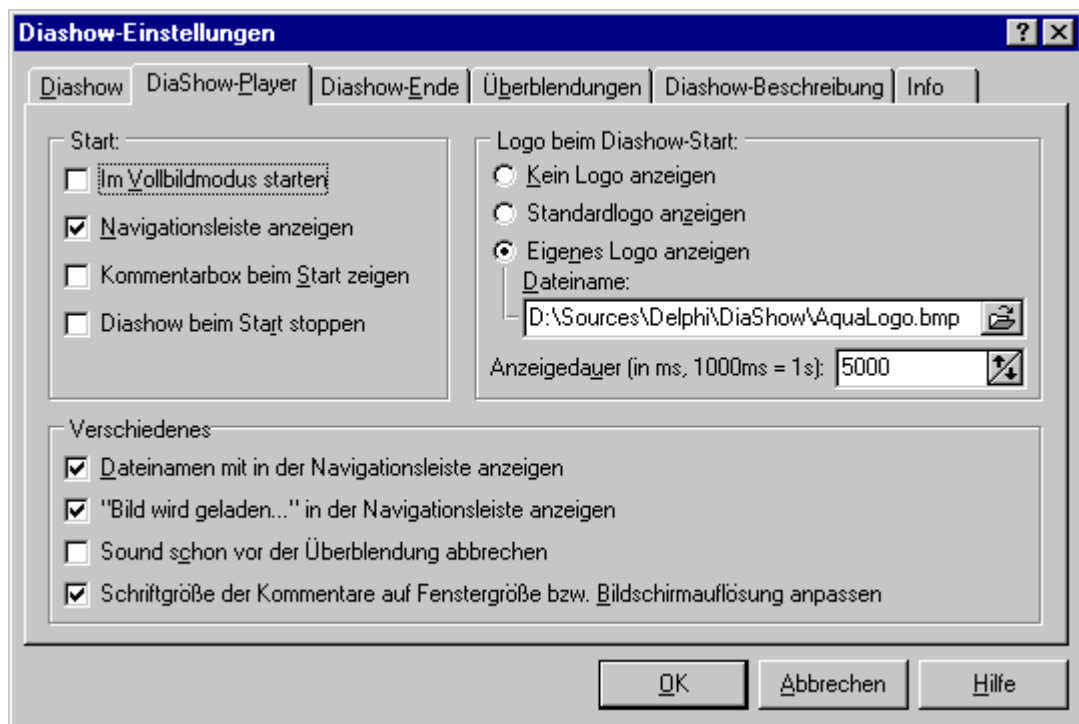 Diashow-Einstellungen
Diashow
DiaShow-Player
Diashow-Ende
Überblendungen
Diashow-Beschreibung
Info
Start:
Im Vollbildmodus starten
Navigationsleiste anzeigen
Kommentarbox beim Start zeigen
Diashow beim Start stoppen
Logo beim Diashow-Start:
Kein Logo anzeigen
Standardlogo anzeigen
Eigenes Logo anzeigen
Dateiname:
D:\Sources\Delphi\DiaShow\AquaLogo.bmp
Anzeigedauer (in ms, 1000ms = 1s): 5000
Verschiedenes
Dateinamen mit in der Navigationsleiste anzeigen
"Bild wird geladen..." in der Navigationsleiste anzeigen
Sound schon vor der Überblendung abbrechen
Schriftgröße der Kommentare auf Fenstergröße bzw. Bildschirmauflösung anpassen
OK
Abbrechen
Hilfe